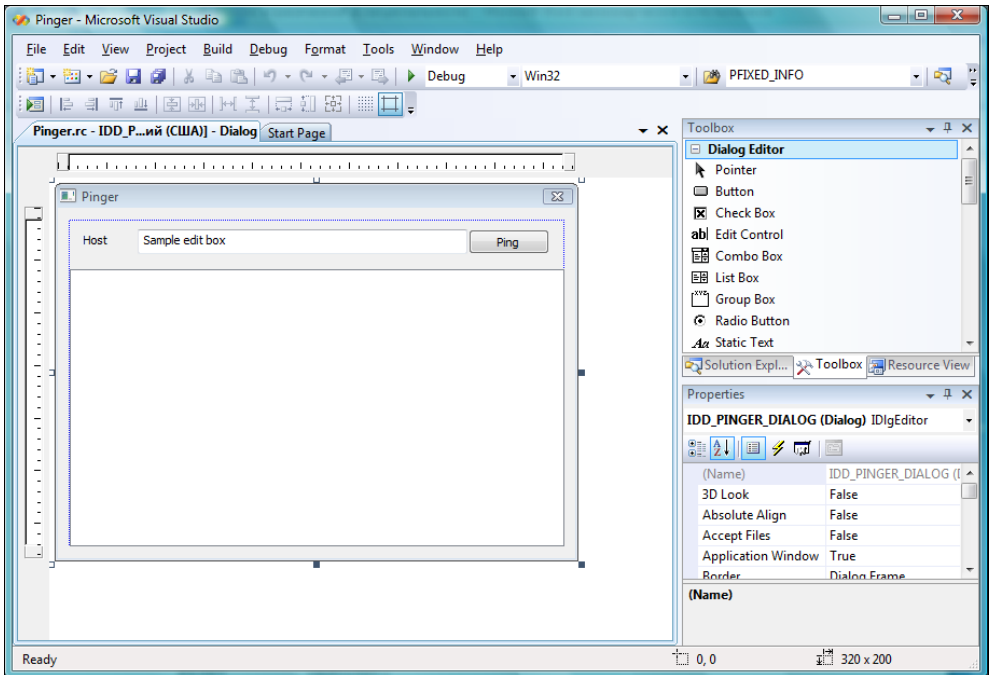 Pinger - Microsoft Visual Studio
File Edit View Project Build Debug Format Tools Window Help
Debug Win32 PFIXED_INFO
Pinger.rc - IDD_P...ий (США)] - Dialog Start Page
Pinger
Host Sample edit box Ping
Toolbox
Dialog Editor
Pointer
Button
Check Box
ab| Edit Control
Combo Box
List Box
XYZ Group Box
Radio Button
Aa Static Text
Solution Expl... Toolbox Resource View
Properties
IDD_PINGER_DIALOG (Dialog) IDlgEditor
(Name) IDD_PINGER_DIALOG (D
3D Look False
Absolute Align False
Accept Files False
Application Window True
Border Dialog Frame
(Name)
Ready 0, 0 320 x 200